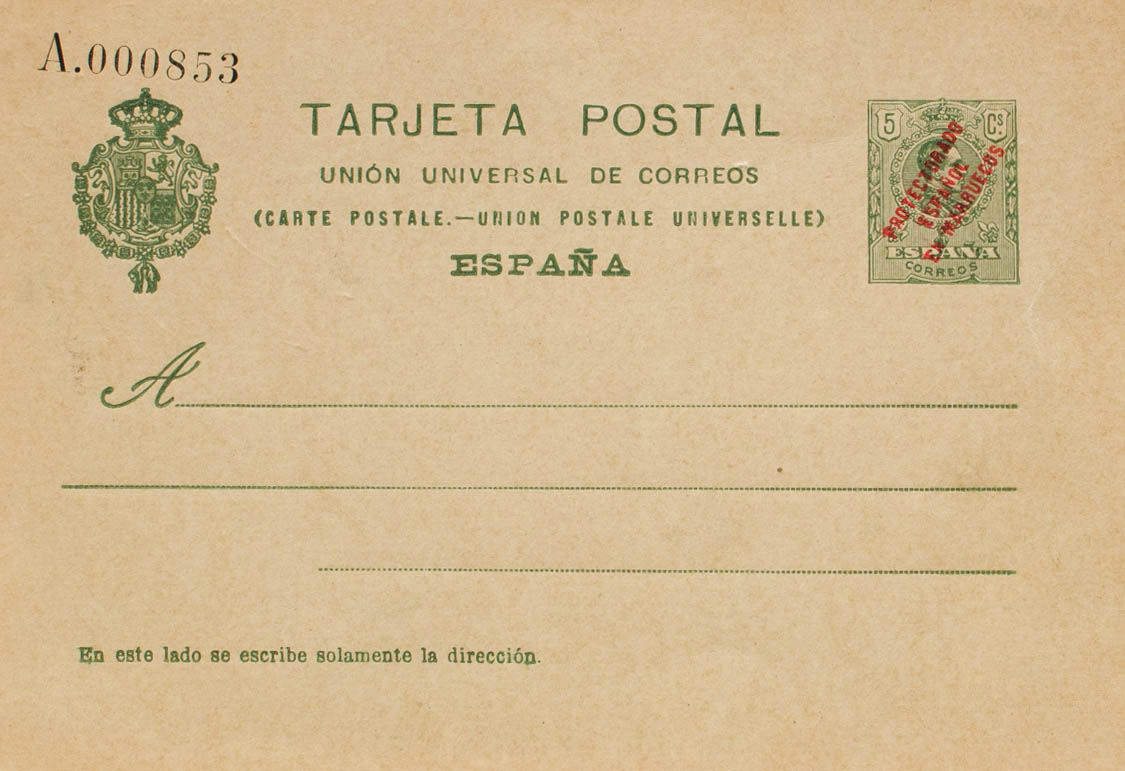 A.000853
TARJETA POSTAL
UNIÓN UNIVERSAL DE CORREOS
(CARTE POSTALE.—UNION POSTALE UNIVERSELLE)
ESPAÑA
5 Cs.
PROTECTORADO
ESPAÑOL
EN MARRUECOS
ESPAÑA
CORREOS
A
En este lado se escribe solamente la dirección.